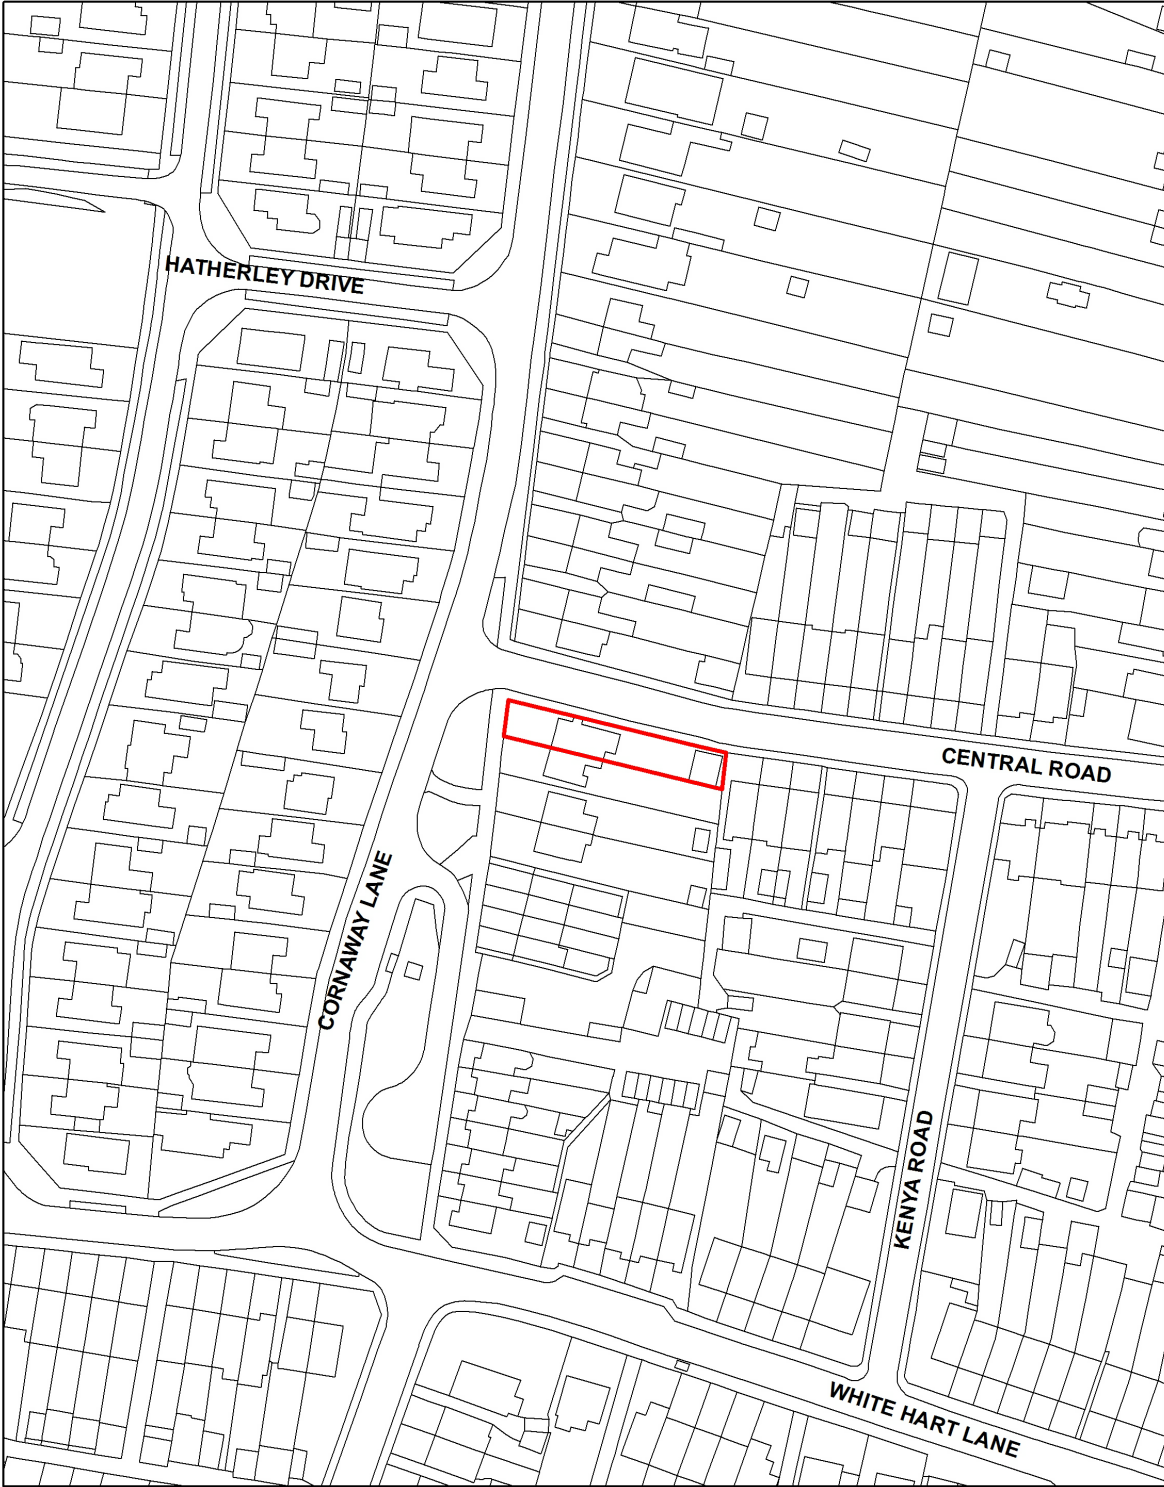 HATHERLEY DRIVE
CENTRAL ROAD
CORNAWAY LANE
KENYA ROAD
WHITE HART LANE